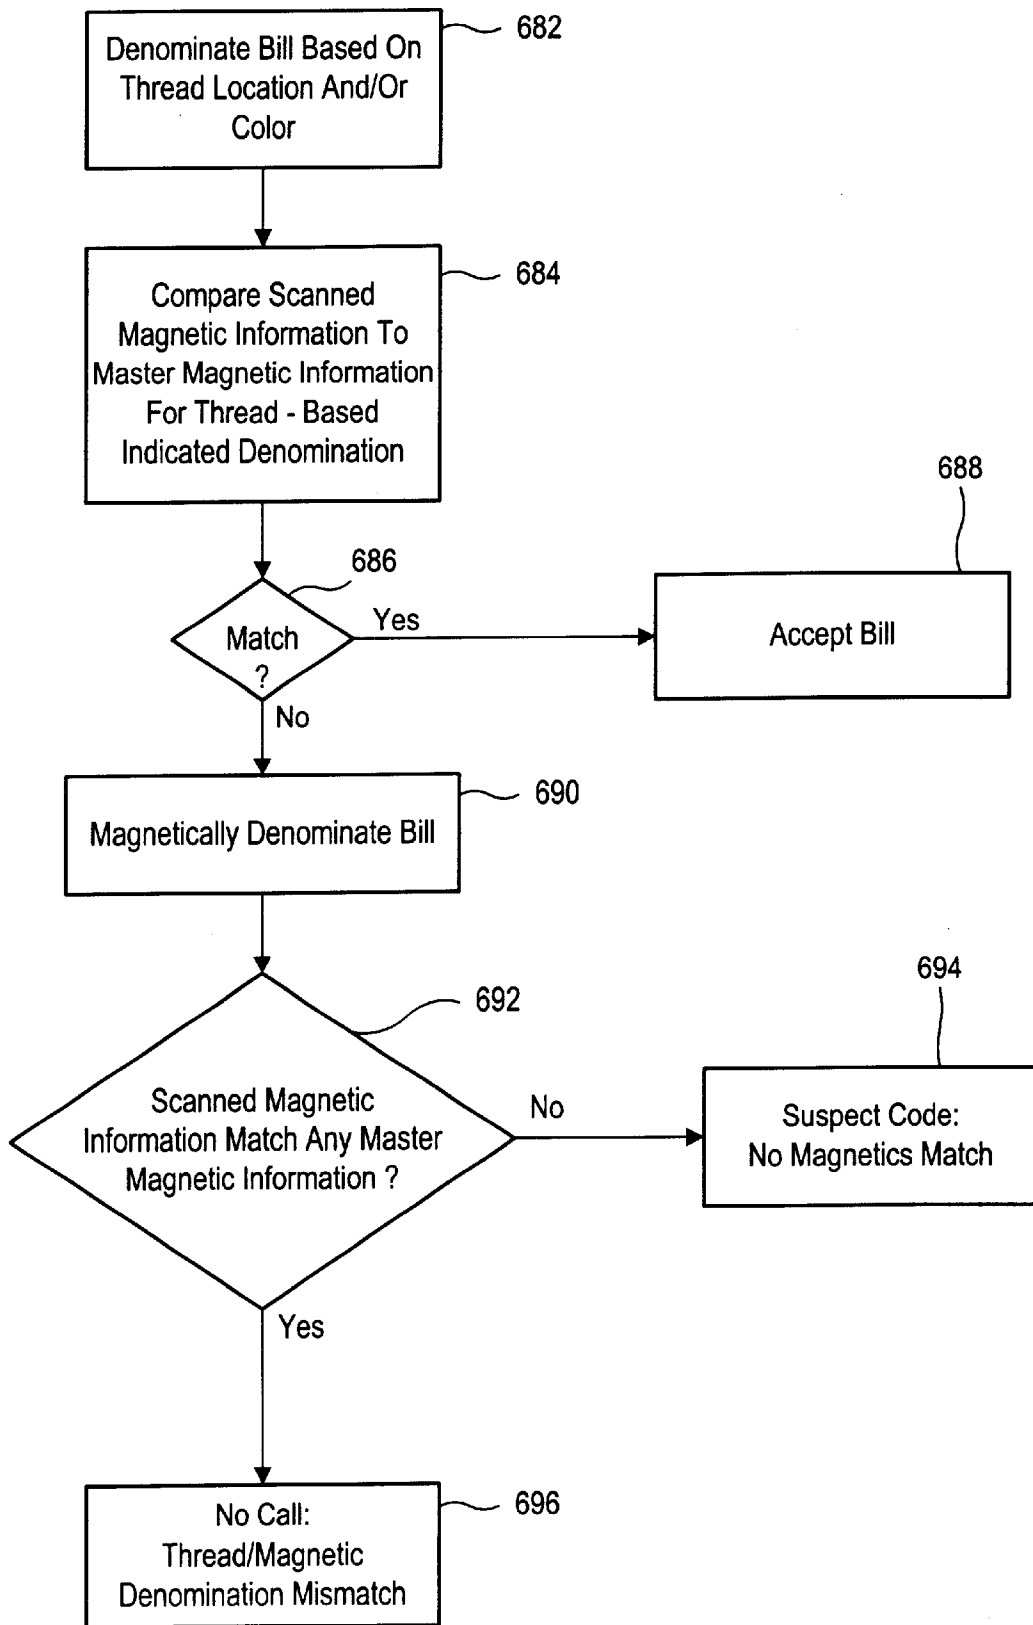 Denominate Bill Based On
Thread Location And/Or
Color
682
Compare Scanned
Magnetic Information To
Master Magnetic Information
For Thread - Based
Indicated Denomination
684
686
Match
?
Yes
688
Accept Bill
No
Magnetically Denominate Bill
690
692
Scanned Magnetic
Information Match Any Master
Magnetic Information ?
No
694
Suspect Code:
No Magnetics Match
Yes
No Call:
Thread/Magnetic
Denomination Mismatch
696